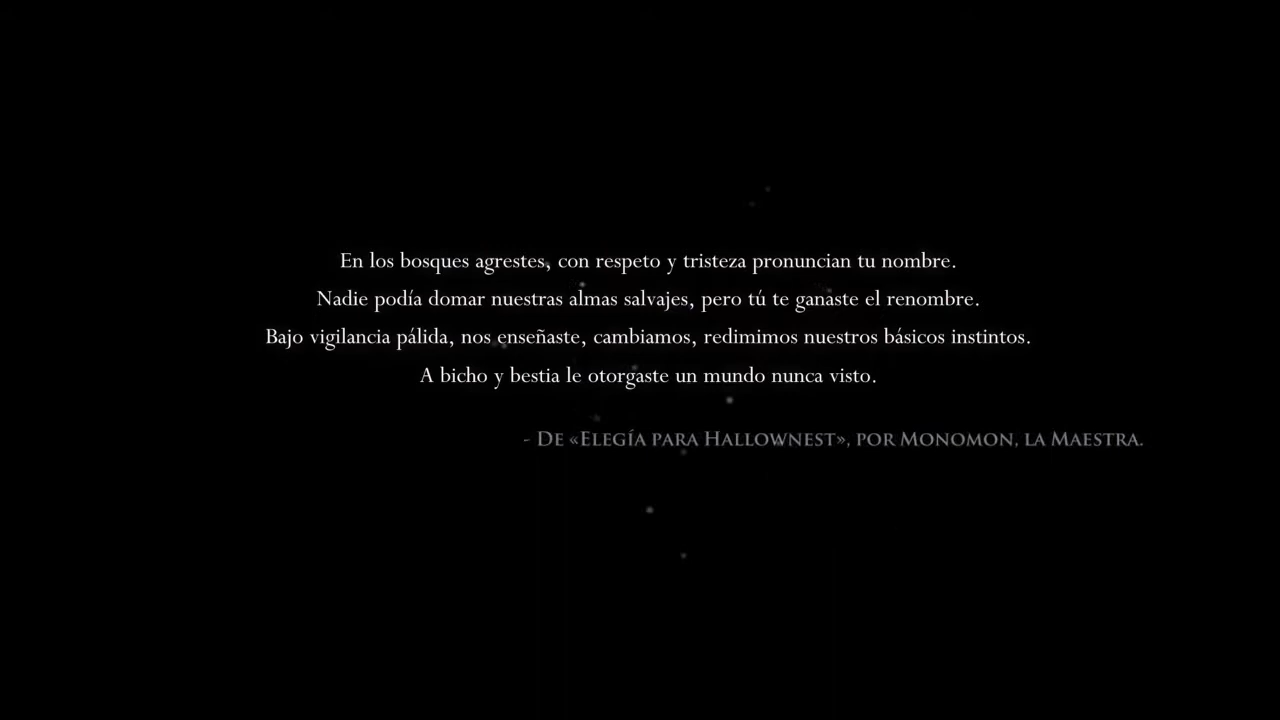 En los bosques agrestes, con respeto y tristeza pronuncian tu nombre.
Nadie podía domar nuestras almas salvajes, pero tú te ganaste el renombre.
Bajo vigilancia pálida, nos enseñaste, cambiamos, redimimos nuestros básicos instintos.
A bicho y bestia le otorgaste un mundo nunca visto.
- De «Elegía para Hallownest», por Monomon, la Maestra.